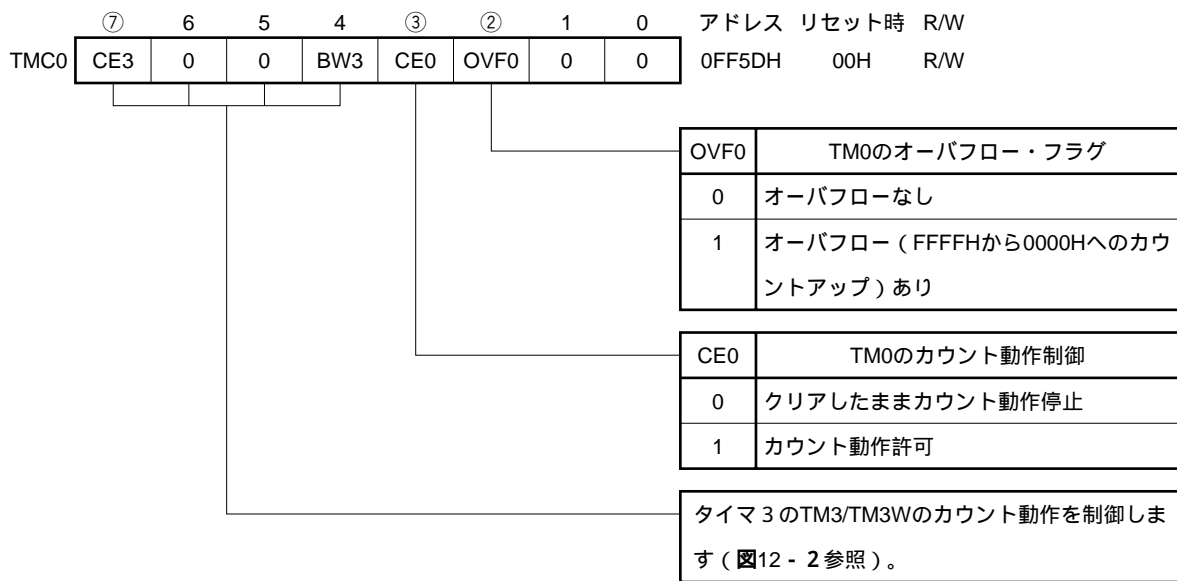 ⑦ 6 5 4 ③ ② 1 0 アドレス リセット時 R/W
TMC0 CE3 0 0 BW3 CE0 OVF0 0 0 0FF5DH 00H R/W
OVF0 TM0のオーバフロー・フラグ
0 オーバフローなし
1 オーバフロー（FFFFHから0000Hへのカウ
ントアップ）あり
CE0 TM0のカウント動作制御
0 クリアしたままカウント動作停止
1 カウント動作許可
タイマ３のTM3/TM3Wのカウント動作を制御しま
す（図12－２参照）。